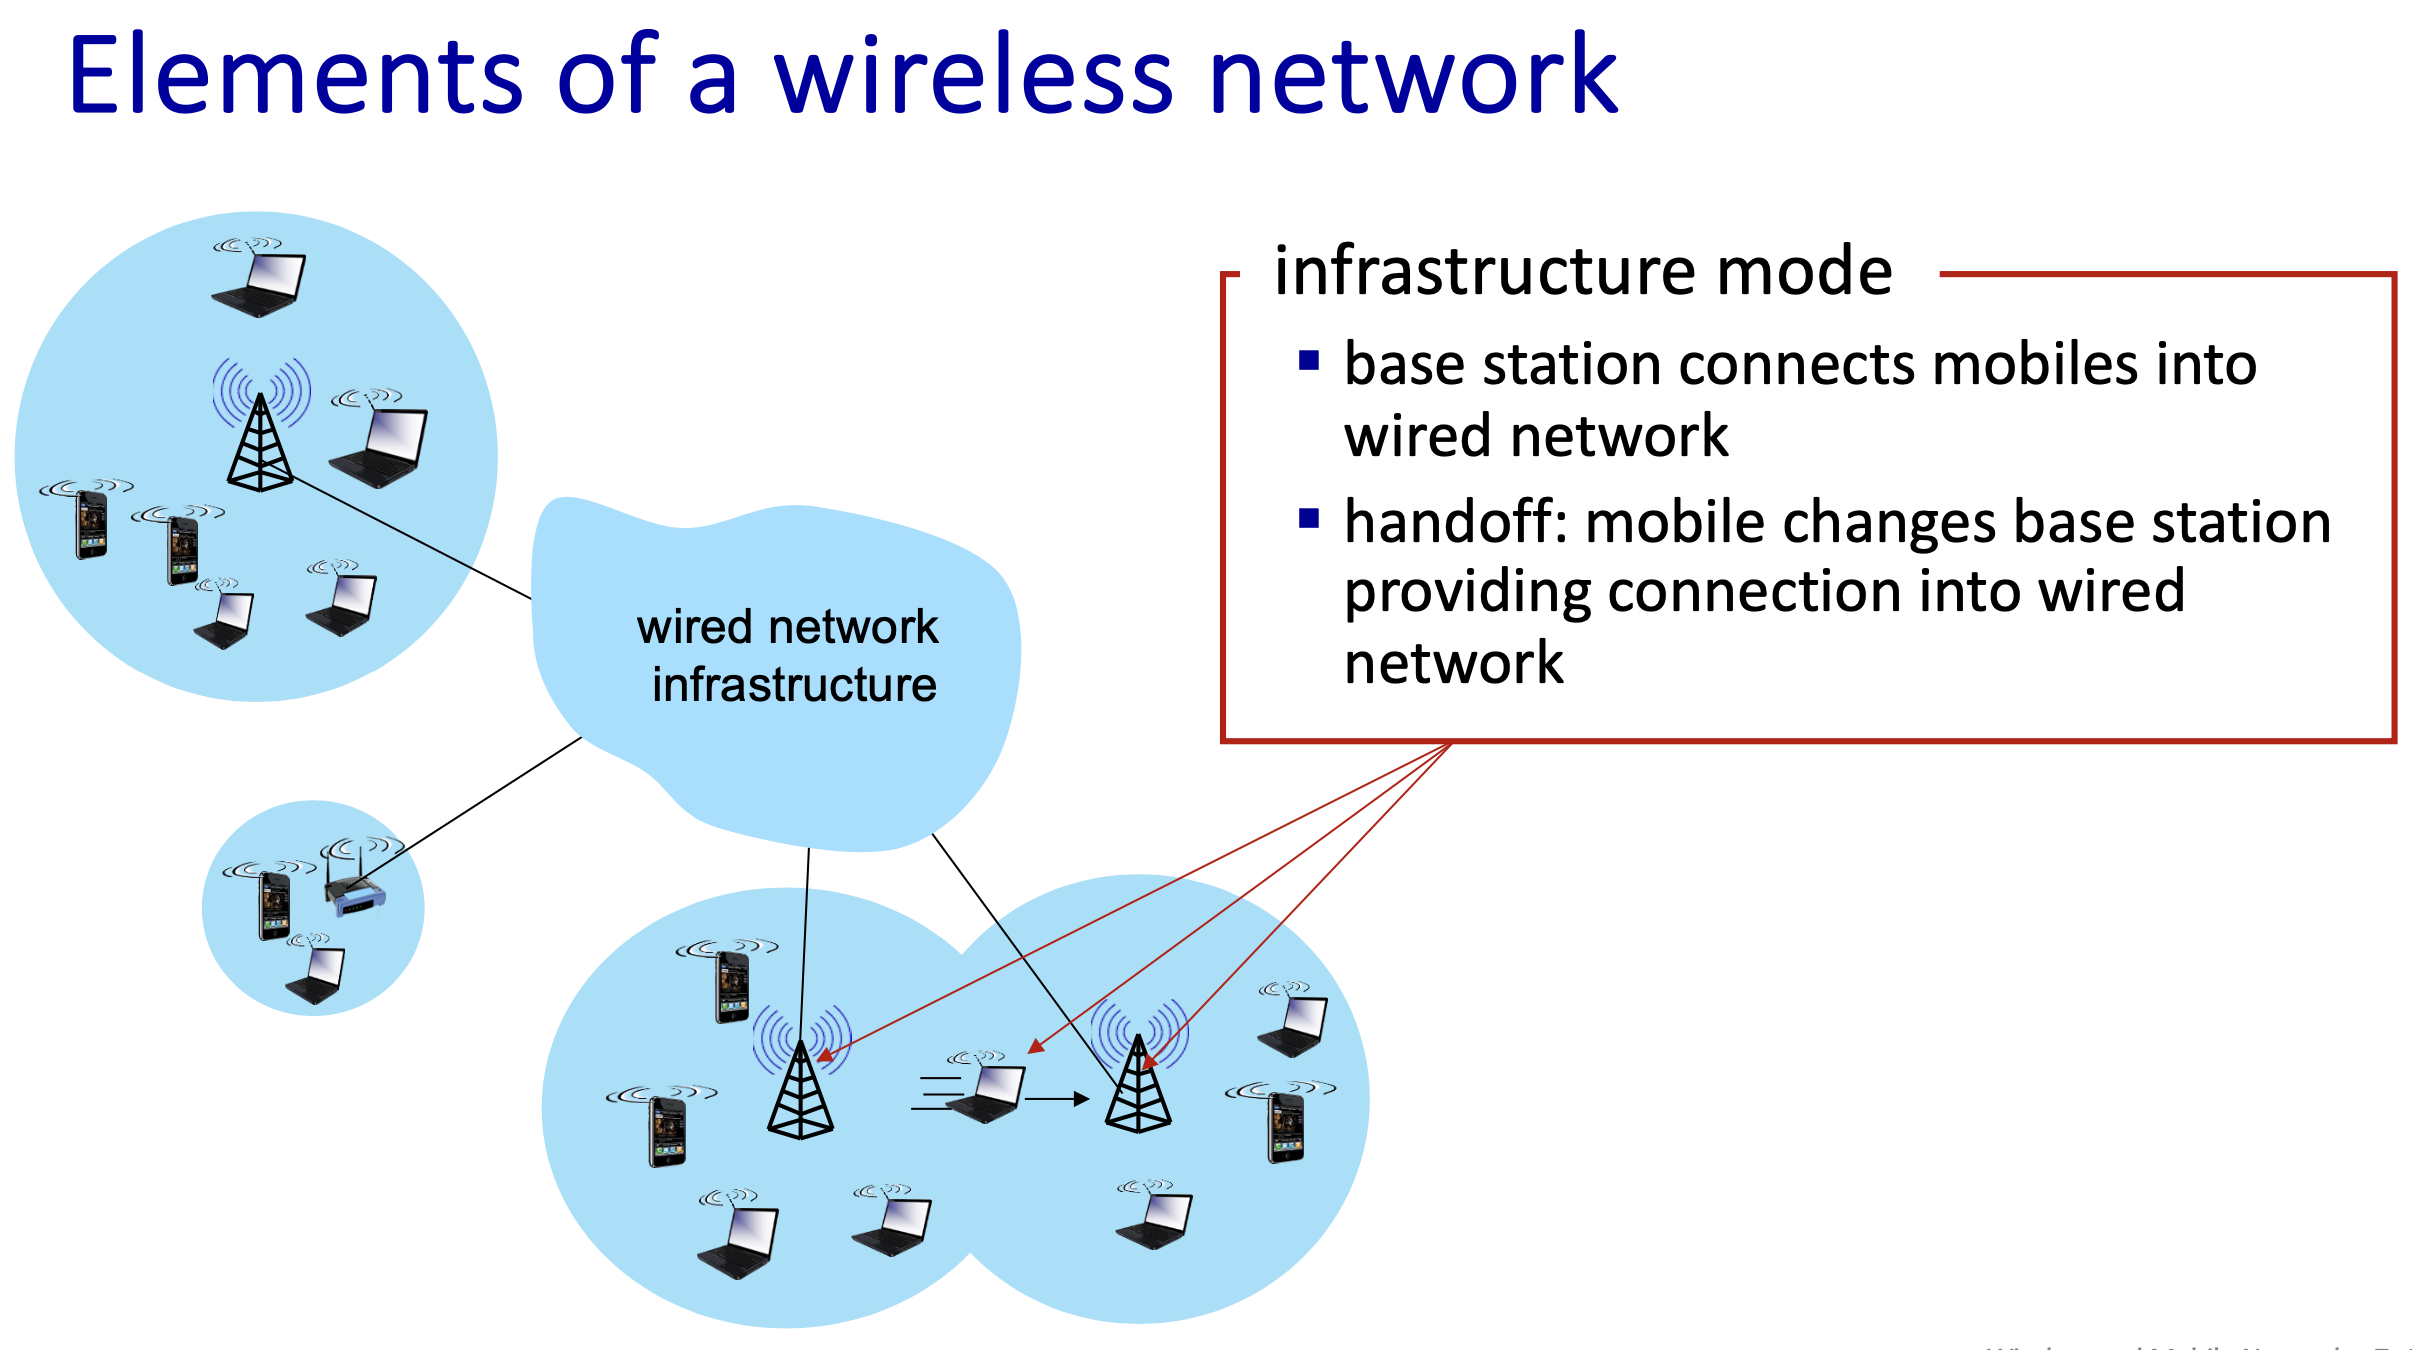 Elements of a wireless network
infrastructure mode
▪ base station connects mobiles into
wired network
▪ handoff: mobile changes base station
providing connection into wired
network
wired network
infrastructure